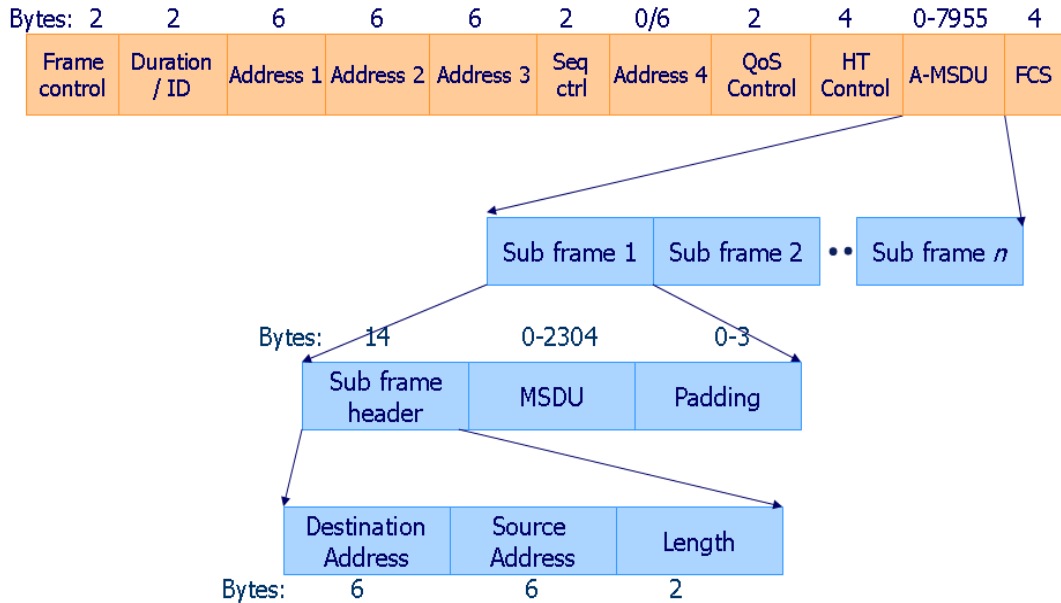 Bytes: 2 2 6 6 6 2 0/6 2 4 0-7955 4
Frame control Duration / ID Address 1 Address 2 Address 3 Seq ctrl Address 4 QoS Control HT Control A-MSDU FCS
Sub frame 1 Sub frame 2 •• Sub frame n
Bytes: 14 0-2304 0-3
Sub frame header MSDU Padding
Destination Address Source Address Length
Bytes: 6 6 2